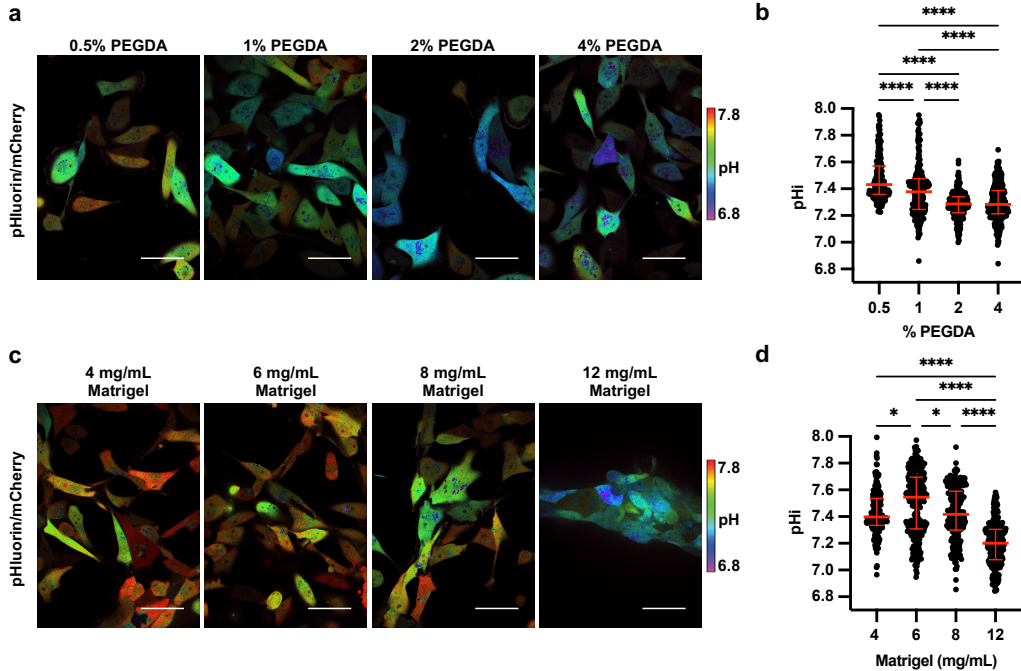 a
0.5% PEGDA
1% PEGDA
2% PEGDA
4% PEGDA
pHluorin/mCherry
7.8
pH
6.8
b
****
****
****
**** ****
8.0
7.8
7.6
7.4
7.2
7.0
6.8
pHi
0.5 1 2 4
% PEGDA
c
4 mg/mL
Matrigel
6 mg/mL
Matrigel
8 mg/mL
Matrigel
12 mg/mL
Matrigel
pHluorin/mCherry
7.8
pH
6.8
d
****
****
* * ****
8.0
7.8
7.6
7.4
7.2
7.0
6.8
pHi
4 6 8 12
Matrigel (mg/mL)